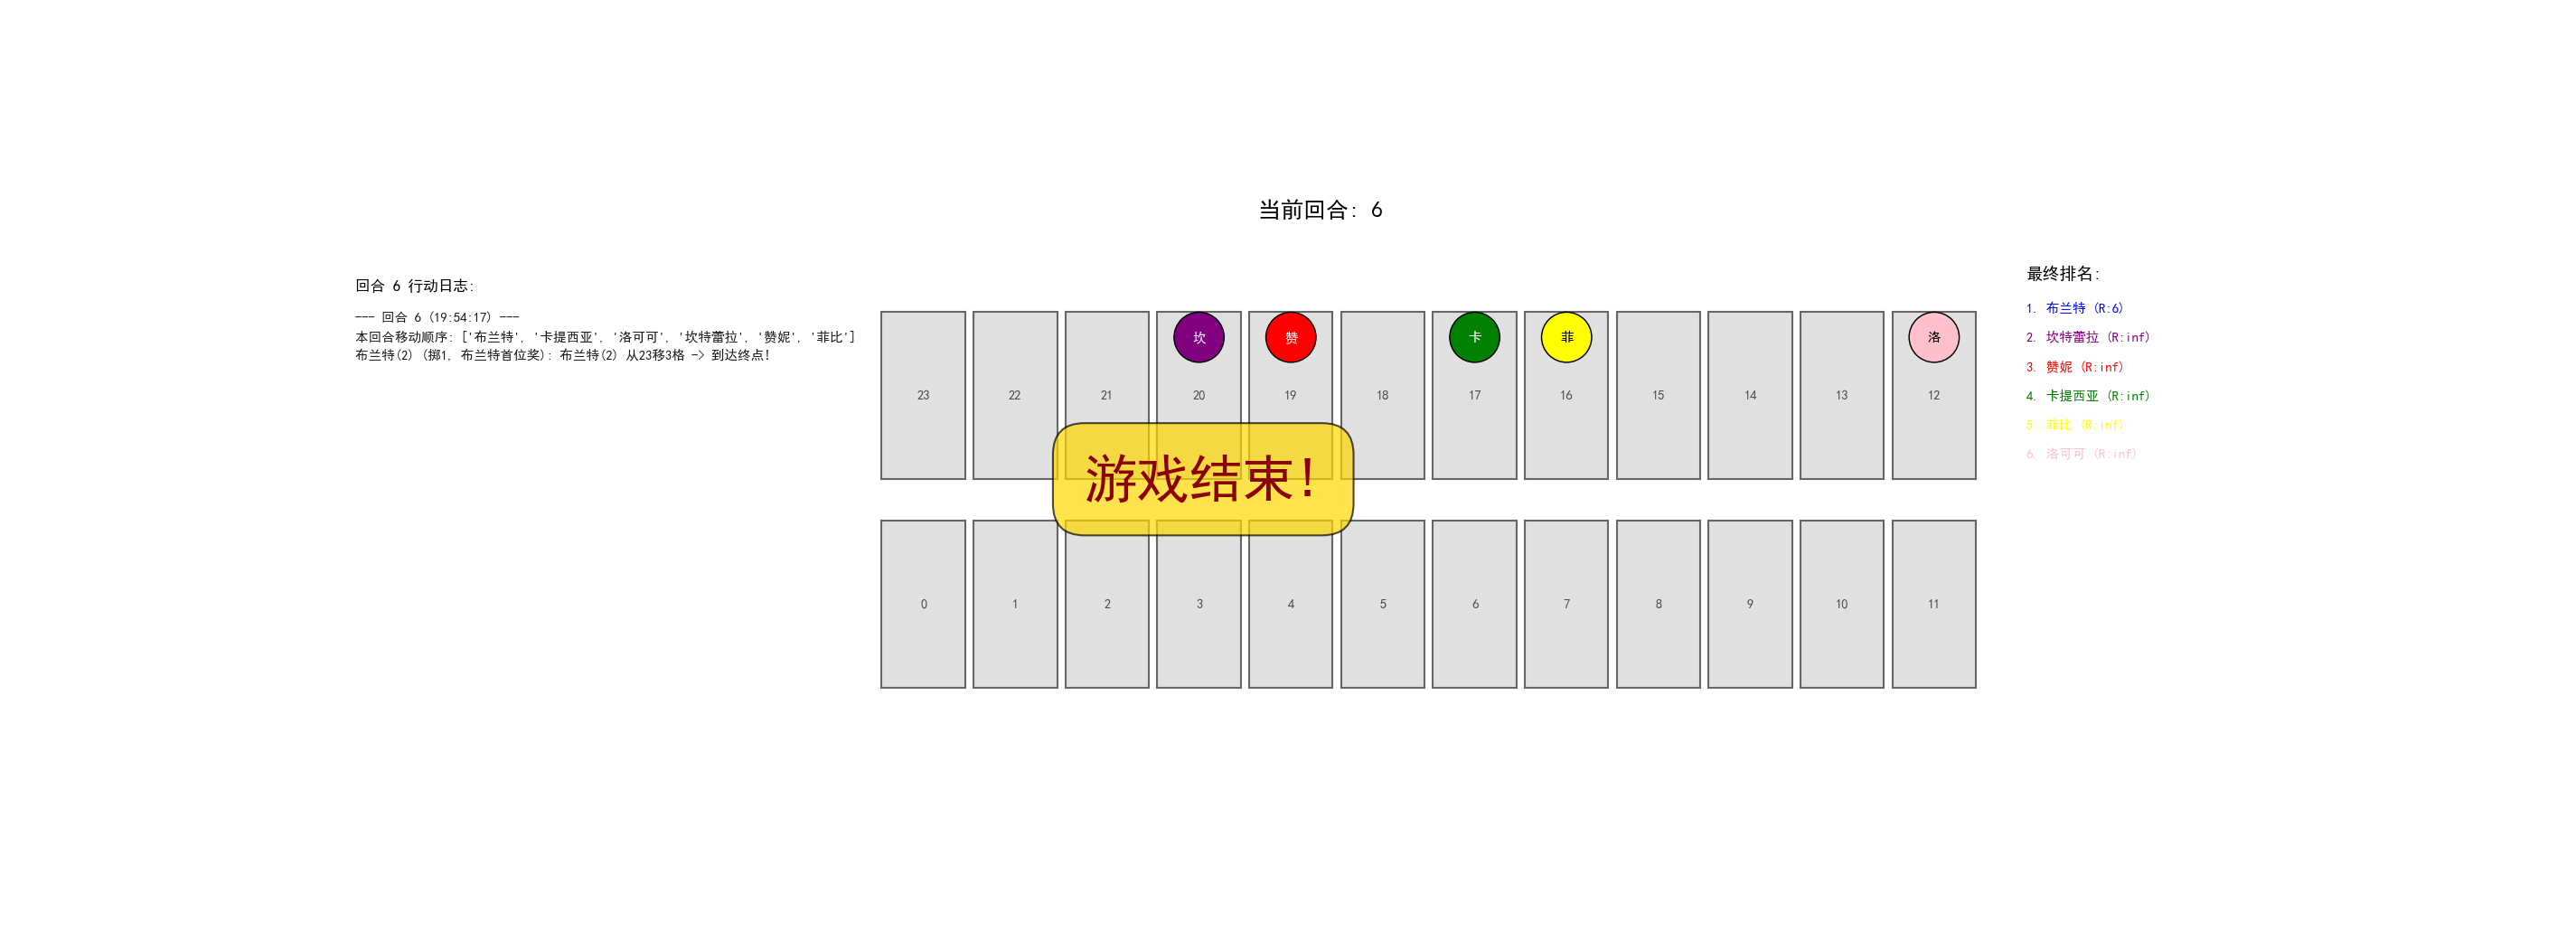 当前回合: 6
回合 6 行动日志:
--- 回合 6 (19:54:17) ---
本回合移动顺序: ['布兰特', '卡提西亚', '洛可可', '坎特蕾拉', '赞妮', '菲比']
布兰特(2) (掷1, 布兰特首位奖): 布兰特(2) 从23移3格 -> 到达终点!
坎 赞 卡 菲 洛
23 22 21 20 19 18 17 16 15 14 13 12
游戏结束!
0 1 2 3 4 5 6 7 8 9 10 11
最终排名:
1. 布兰特 (R:6)
2. 坎特蕾拉 (R:inf)
3. 赞妮 (R:inf)
4. 卡提西亚 (R:inf)
5. 菲比 (R:inf)
6. 洛可可 (R:inf)